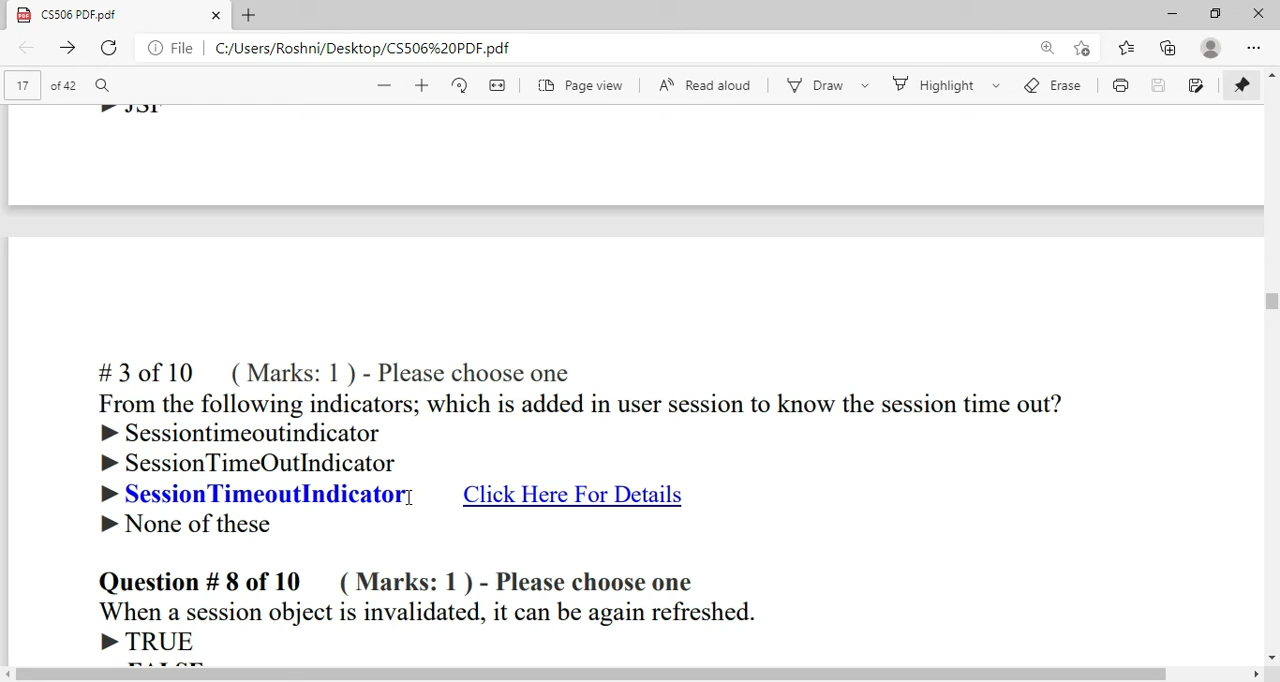 CS506 PDF.pdf
File C:/Users/Roshni/Desktop/CS506%20PDF.pdf
17 of 42 Page view Read aloud Draw Highlight Erase
► JSF
# 3 of 10 ( Marks: 1 ) - Please choose one
From the following indicators; which is added in user session to know the session time out?
► Sessiontimeoutindicator
► SessionTimeOutIndicator
► SessionTimeoutIndicator Click Here For Details
► None of these
Question # 8 of 10 ( Marks: 1 ) - Please choose one
When a session object is invalidated, it can be again refreshed.
► TRUE
FALSE